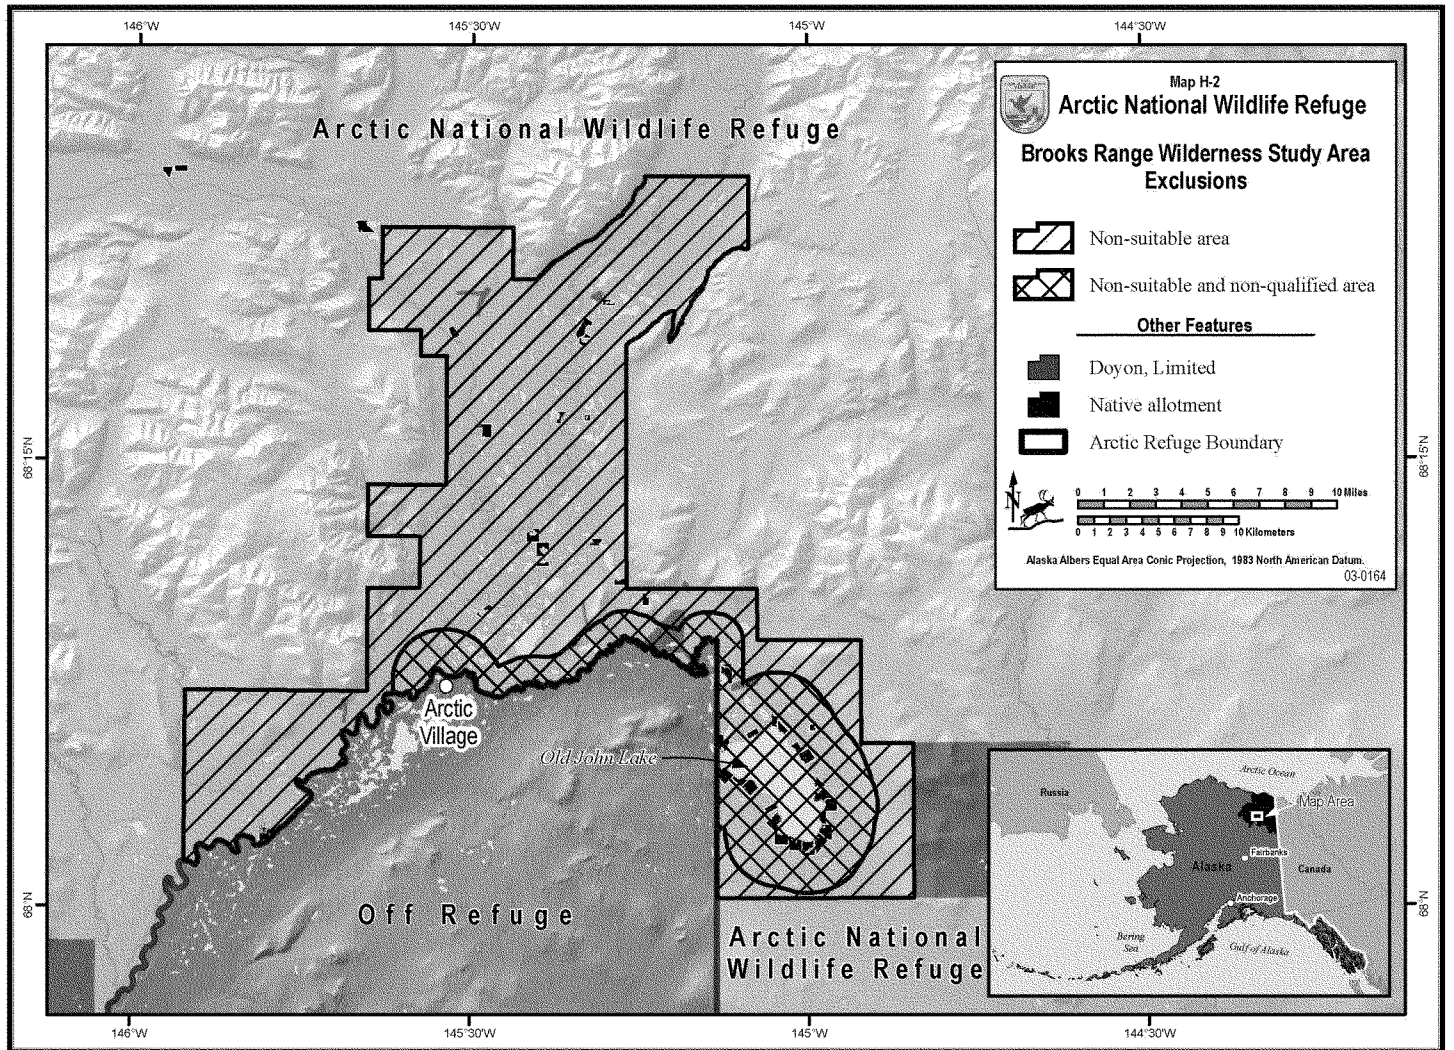 146°W 145°30'W 145°W 144°30'W
Map H-2
Arctic National Wildlife Refuge
Brooks Range Wilderness Study Area
Exclusions
Non-suitable area
Non-suitable and non-qualified area
Other Features
Doyon, Limited
Native allotment
Arctic Refuge Boundary
N
0 1 2 3 4 5 6 7 8 9 10 Miles
0 1 2 3 4 5 6 7 8 9 10 Kilometers
Alaska Albers Equal Area Conic Projection, 1983 North American Datum.
03-0164
Arctic National Wildlife Refuge
68°15'N
68°15'N
Arctic
Village
Old John Lake
Off Refuge
Arctic National
Wildlife Refuge
68°N
68°N
Arctic Ocean
Russia
Map Area
Fairbanks
Alaska
Canada
Anchorage
Bering
Sea
Gulf of Alaska
146°W 145°30'W 145°W 144°30'W